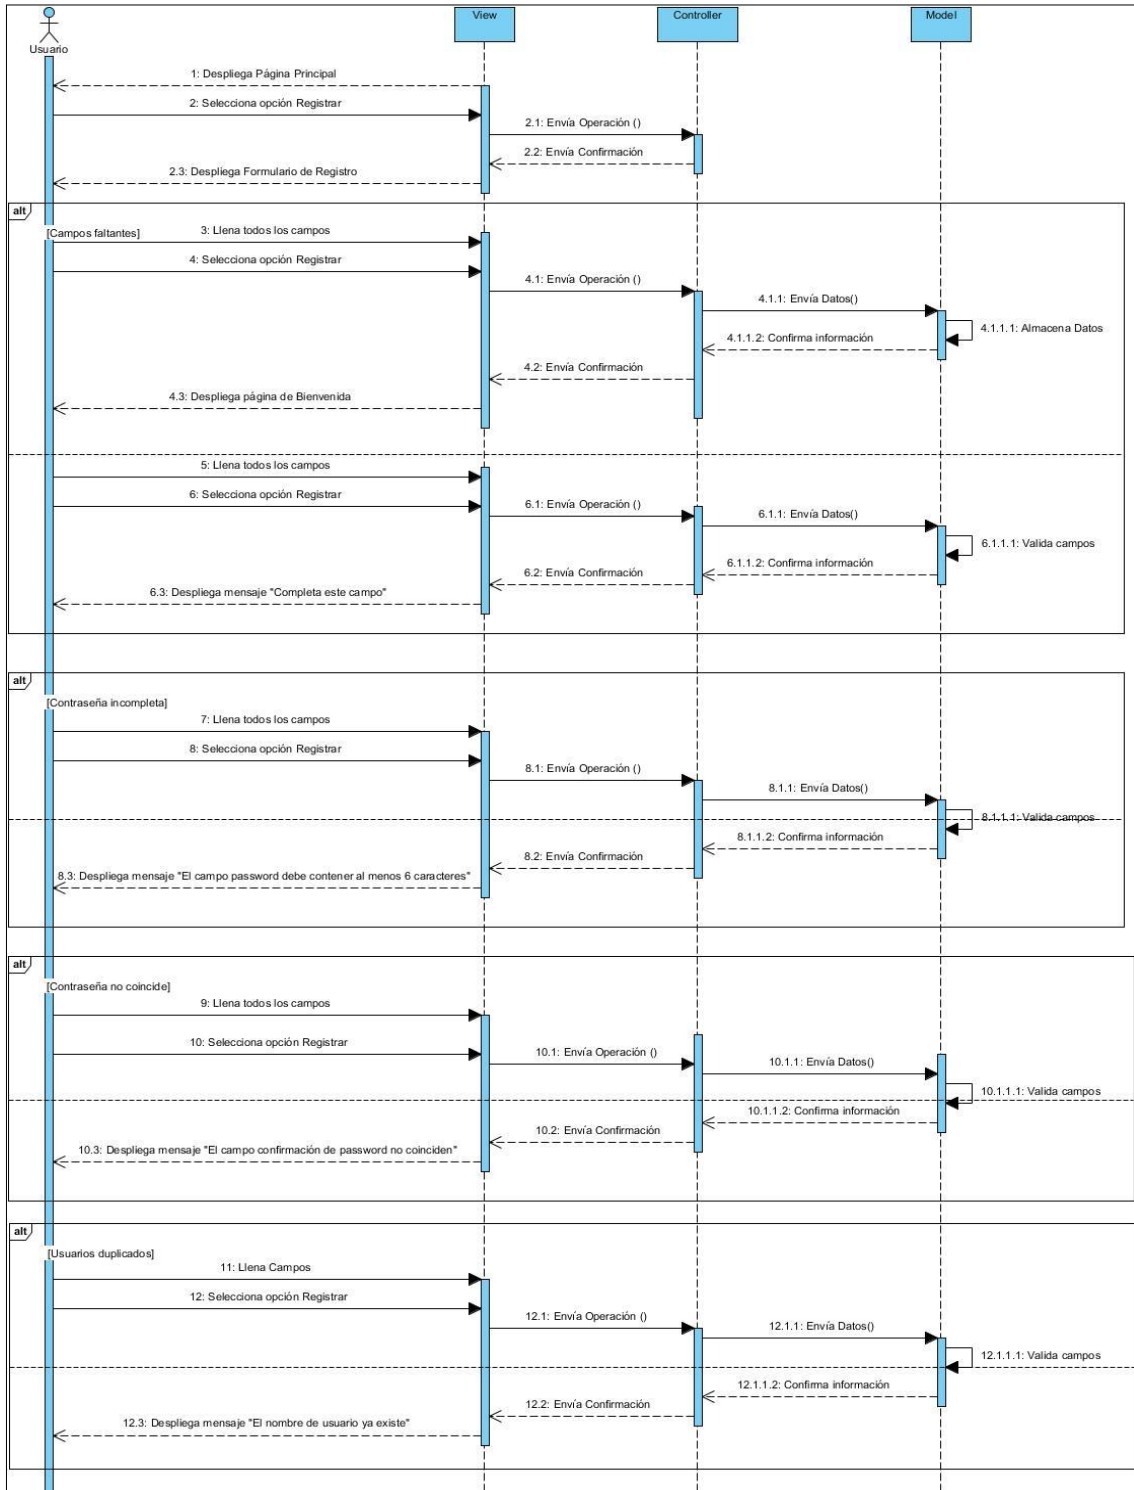 View
Controller
Model
Usuario
1: Despliega Página Principal
2: Selecciona opción Registrar
2.1: Envía Operación ()
2.2: Envía Confirmación
2.3: Despliega Formulario de Registro
alt
[Campos faltantes]
3: Llena todos los campos
4: Selecciona opción Registrar
4.1: Envía Operación ()
4.1.1: Envía Datos()
4.1.1.1: Almacena Datos
4.1.1.2: Confirma información
4.2: Envía Confirmación
4.3: Despliega página de Bienvenida
5: Llena todos los campos
6: Selecciona opción Registrar
6.1: Envía Operación ()
6.1.1: Envía Datos()
6.1.1.1: Valida campos
6.1.1.2: Confirma información
6.2: Envía Confirmación
6.3: Despliega mensaje "Completa este campo"
alt
[Contraseña incompleta]
7: Llena todos los campos
8: Selecciona opción Registrar
8.1: Envía Operación ()
8.1.1: Envía Datos()
8.1.1.1: Valida campos
8.1.1.2: Confirma información
8.2: Envía Confirmación
8.3: Despliega mensaje "El campo password debe contener al menos 6 caracteres"
alt
[Contraseña no coincide]
9: Llena todos los campos
10: Selecciona opción Registrar
10.1: Envía Operación ()
10.1.1: Envía Datos()
10.1.1.1: Valida campos
10.1.1.2: Confirma información
10.2: Envía Confirmación
10.3: Despliega mensaje "El campo confirmación de password no coinciden"
alt
[Usuarios duplicados]
11: Llena Campos
12: Selecciona opción Registrar
12.1: Envía Operación ()
12.1.1: Envía Datos()
12.1.1.1: Valida campos
12.1.1.2: Confirma información
12.2: Envía Confirmación
12.3: Despliega mensaje "El nombre de usuario ya existe"